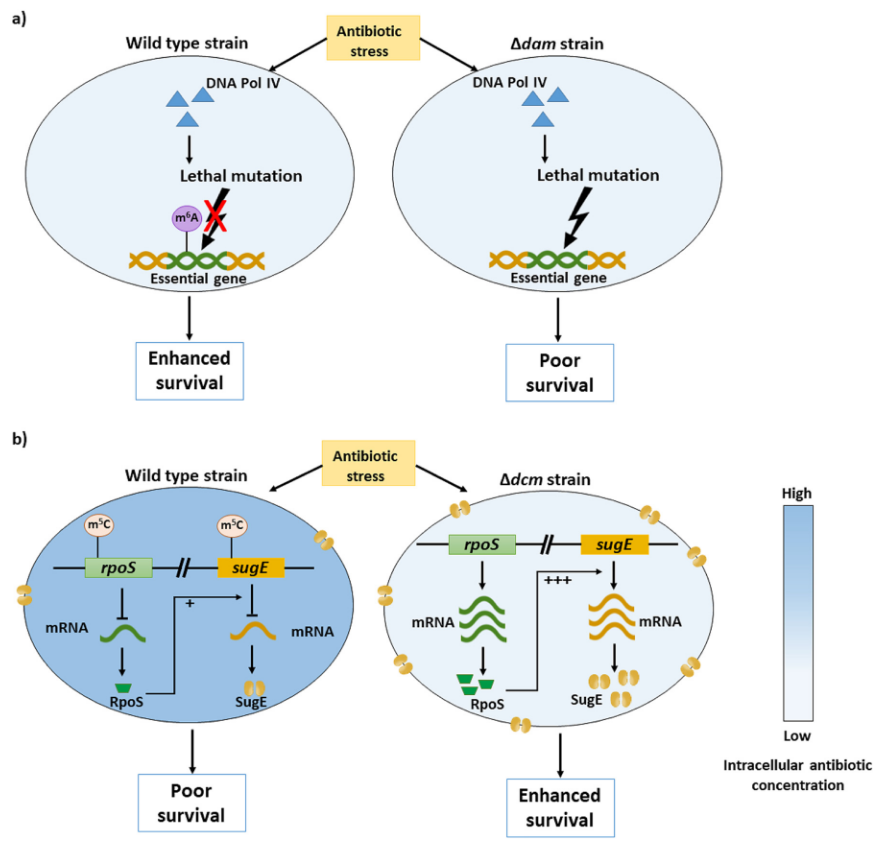 a)
Antibiotic
stress
Wild type strain
Δdam strain
DNA Pol IV
DNA Pol IV
Lethal mutation
Lethal mutation
m⁶A
Essential gene
Essential gene
Enhanced
survival
Poor
survival
b)
Antibiotic
stress
Wild type strain
Δdcm strain
m⁵C
m⁵C
rpoS
sugE
mRNA
+
mRNA
RpoS
SugE
rpoS
sugE
+++
mRNA
mRNA
RpoS
SugE
Poor
survival
Enhanced
survival
High
Low
Intracellular antibiotic
concentration